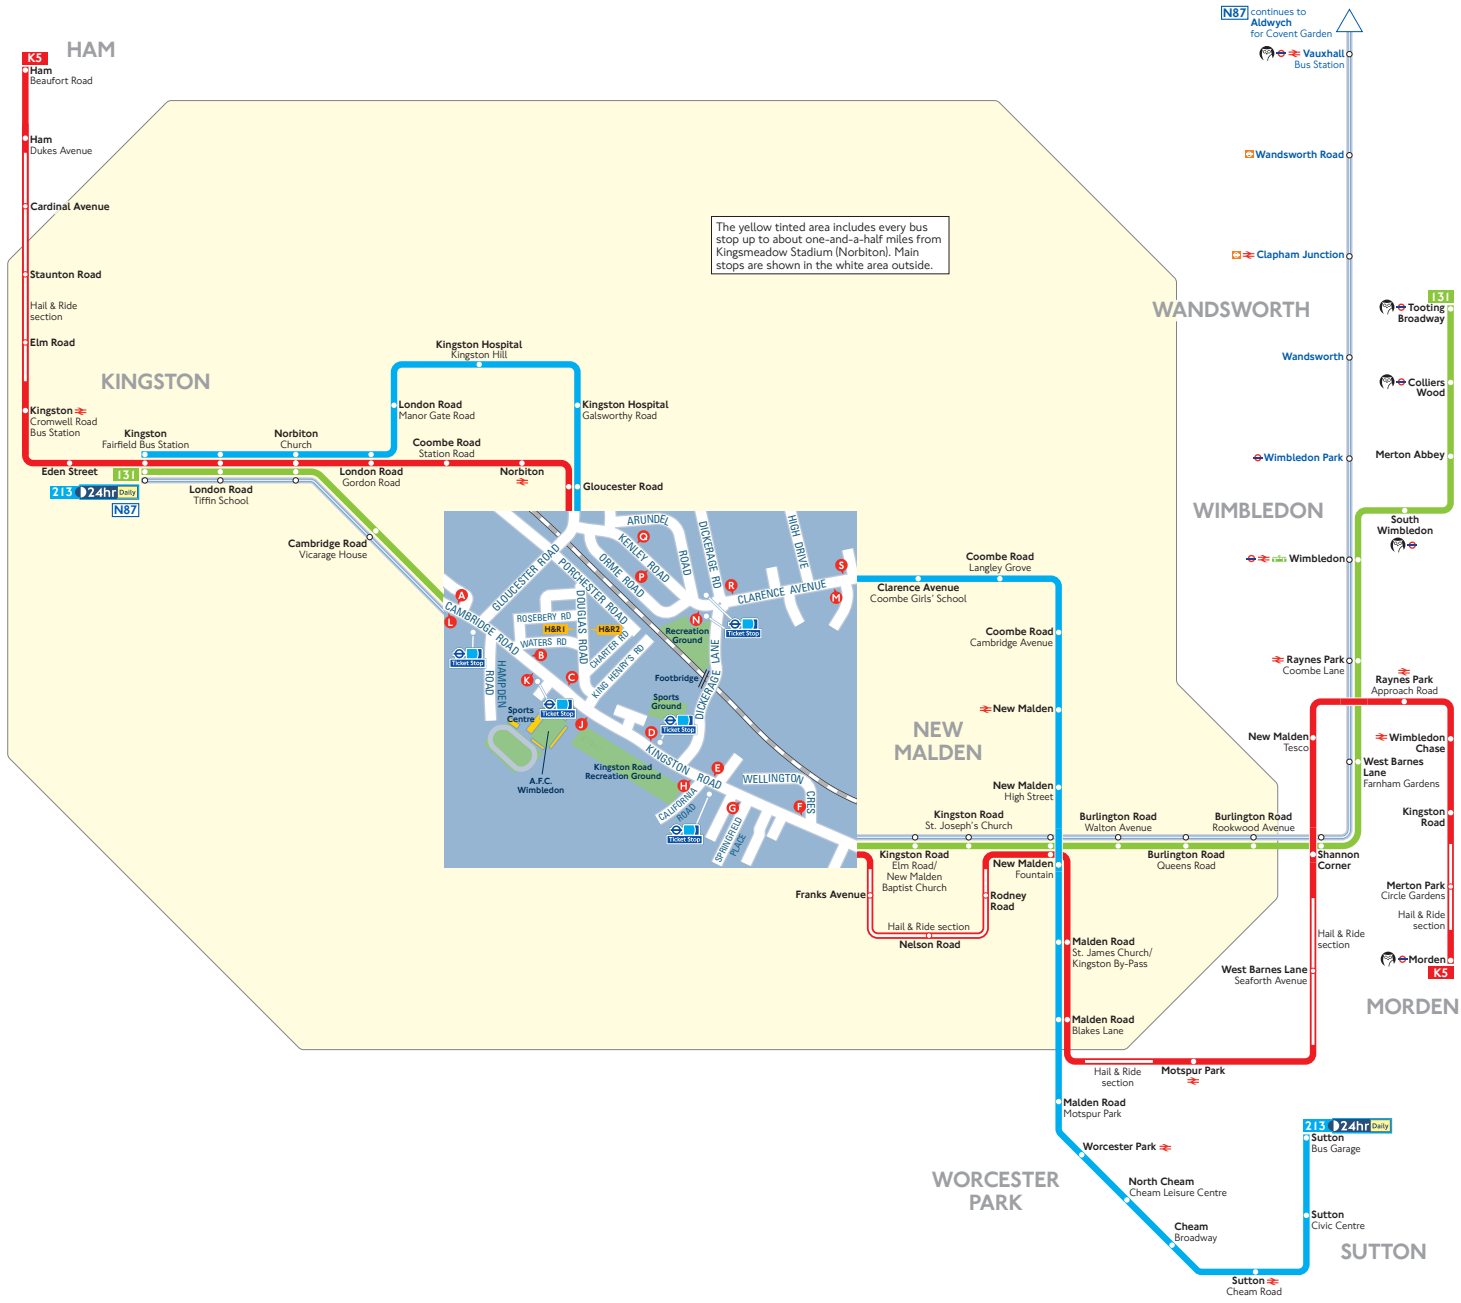 N87 continues to
Aldwych
for Covent Garden
Vauxhall
Bus Station
Wandsworth Road
Clapham Junction
Wandsworth
Wimbledon Park
Wimbledon
Raynes Park
Coombe Lane
West Barnes
Lane
Farnham Gardens
HAM
K5
Ham
Beaufort Road
Ham
Dukes Avenue
Cardinal Avenue
Staunton Road
Hail & Ride
section
Elm Road
KINGSTON
Kingston
Cromwell Road
Bus Station
Eden Street
Kingston
Fairfield Bus Station
131
213 24hr Daily
N87
Norbiton
Church
London Road
Tiffin School
London Road
Manor Gate Road
London Road
Gordon Road
Coombe Road
Station Road
Norbiton
Kingston Hospital
Kingston Hill
Kingston Hospital
Galsworthy Road
Gloucester Road
Cambridge Road
Vicarage House
The yellow tinted area includes every bus
stop up to about one-and-a-half miles from
Kingsmeadow Stadium (Norbiton). Main
stops are shown in the white area outside.
WANDSWORTH
131
Tooting
Broadway
Colliers
Wood
Merton Abbey
South
Wimbledon
WIMBLEDON
ARUNDEL
ROAD
KENLEY ROAD
ORME ROAD
DICKERAGE RD
HIGH DRIVE
CLARENCE AVENUE
GLOUCESTER ROAD
PORCHESTER ROAD
DOUGLAS ROAD
CAMBRIDGE ROAD
ROSEBERY RD
H&R1
H&R2
WATERS RD
CHARTER RD
KING HENRY'S RD
HAMPDEN
ROAD
Recreation
Ground
DICKERAGE LANE
Footbridge
Sports
Ground
Sports
Centre
A.F.C.
Wimbledon
Kingston Road
Recreation Ground
KINGSTON ROAD
CALIFORNIA
ROAD
SPRINGFIELD
PLACE
WELLINGTON
CRES
Ticket Stop
Ticket Stop
Ticket Stop
Ticket Stop
Ticket Stop
A
B
C
D
E
F
G
H
J
K
L
M
N
P
Q
R
S
Clarence Avenue
Coombe Girls' School
Coombe Road
Langley Grove
Coombe Road
Cambridge Avenue
New Malden
NEW
MALDEN
New Malden
High Street
Kingston Road
St. Joseph's Church
Kingston Road
Elm Road/
New Malden
Baptist Church
New Malden
Fountain
Burlington Road
Walton Avenue
Burlington Road
Queens Road
Burlington Road
Rookwood Avenue
Shannon
Corner
Franks Avenue
Hail & Ride section
Nelson Road
Rodney
Road
Malden Road
St. James Church/
Kingston By-Pass
Malden Road
Blakes Lane
Hail & Ride
section
Motspur Park
West Barnes Lane
Seaforth Avenue
Hail & Ride
section
New Malden
Tesco
Raynes Park
Approach Road
Wimbledon
Chase
Kingston
Road
Merton Park
Circle Gardens
Hail & Ride
section
Morden
K5
MORDEN
Malden Road
Motspur Park
Worcester Park
WORCESTER
PARK
North Cheam
Cheam Leisure Centre
Cheam
Broadway
Sutton
Cheam Road
213 24hr Daily
Sutton
Bus Garage
Sutton
Civic Centre
SUTTON